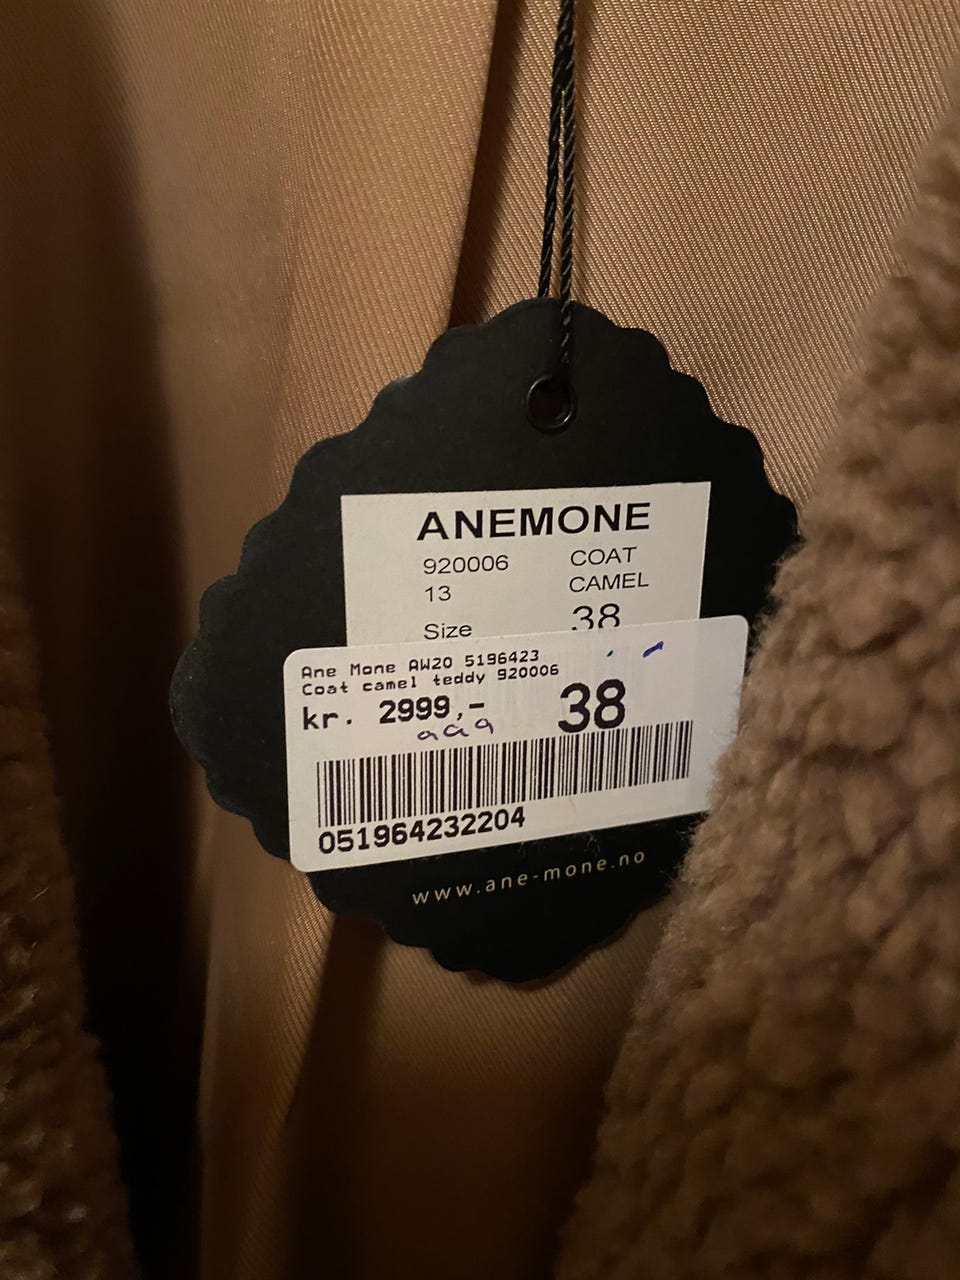 ANEMONE
920006 COAT
13 CAMEL
Size 38
Ane Mone AW20 5196423
Coat camel teddy 920006
kr. 2999,- 38
051964232204
www.ane-mone.no